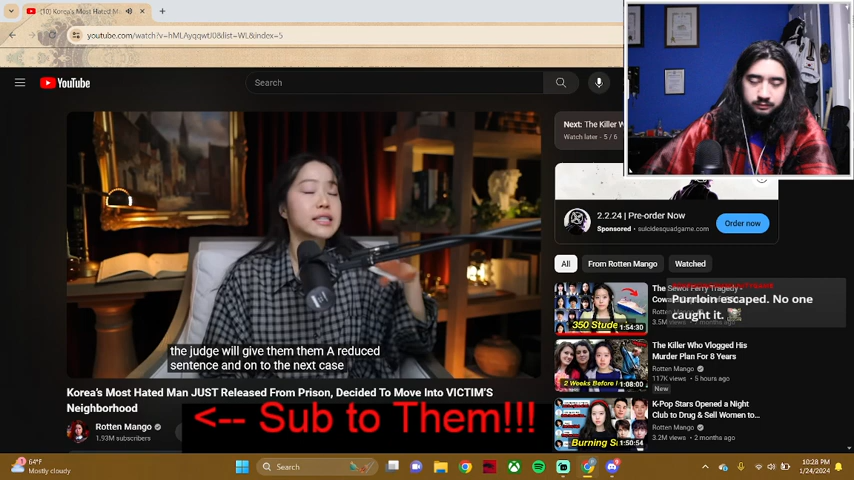 (10) Korea's Most Hated M
youtube.com/watch?v=hMLAyqqwtJ0&list=WL&index=5
YouTube
Search
Next: The Killer W
Watch later • 5 / 6
2.2.24 | Pre-order Now
Sponsored • suicidesquadgame.com
Order now
All
From Rotten Mango
Watched
The Sewol Ferry Tragedy -
Rotten
3.5M
350 Stude
1:54:30
Purrloin escaped. No one
caught it.
the judge will give them them A reduced
sentence and on to the next case
The Killer Who Vlogged His
Murder Plan For 8 Years
Rotten Mango
117K views • 5 hours ago
New
2 Weeks Before
1:08:00
K-Pop Stars Opened a Night
Club to Drug & Sell Women to...
Rotten Mango
3.2M views • 2 months ago
Burning S
1:50:54
Korea's Most Hated Man JUST Released From Prison, Decided To Move Into VICTIM'S
Neighborhood
Rotten Mango
1.93M subscribers
<-- Sub to Them!!!
64°F
Mostly cloudy
Search
10:28 PM
1/24/2024